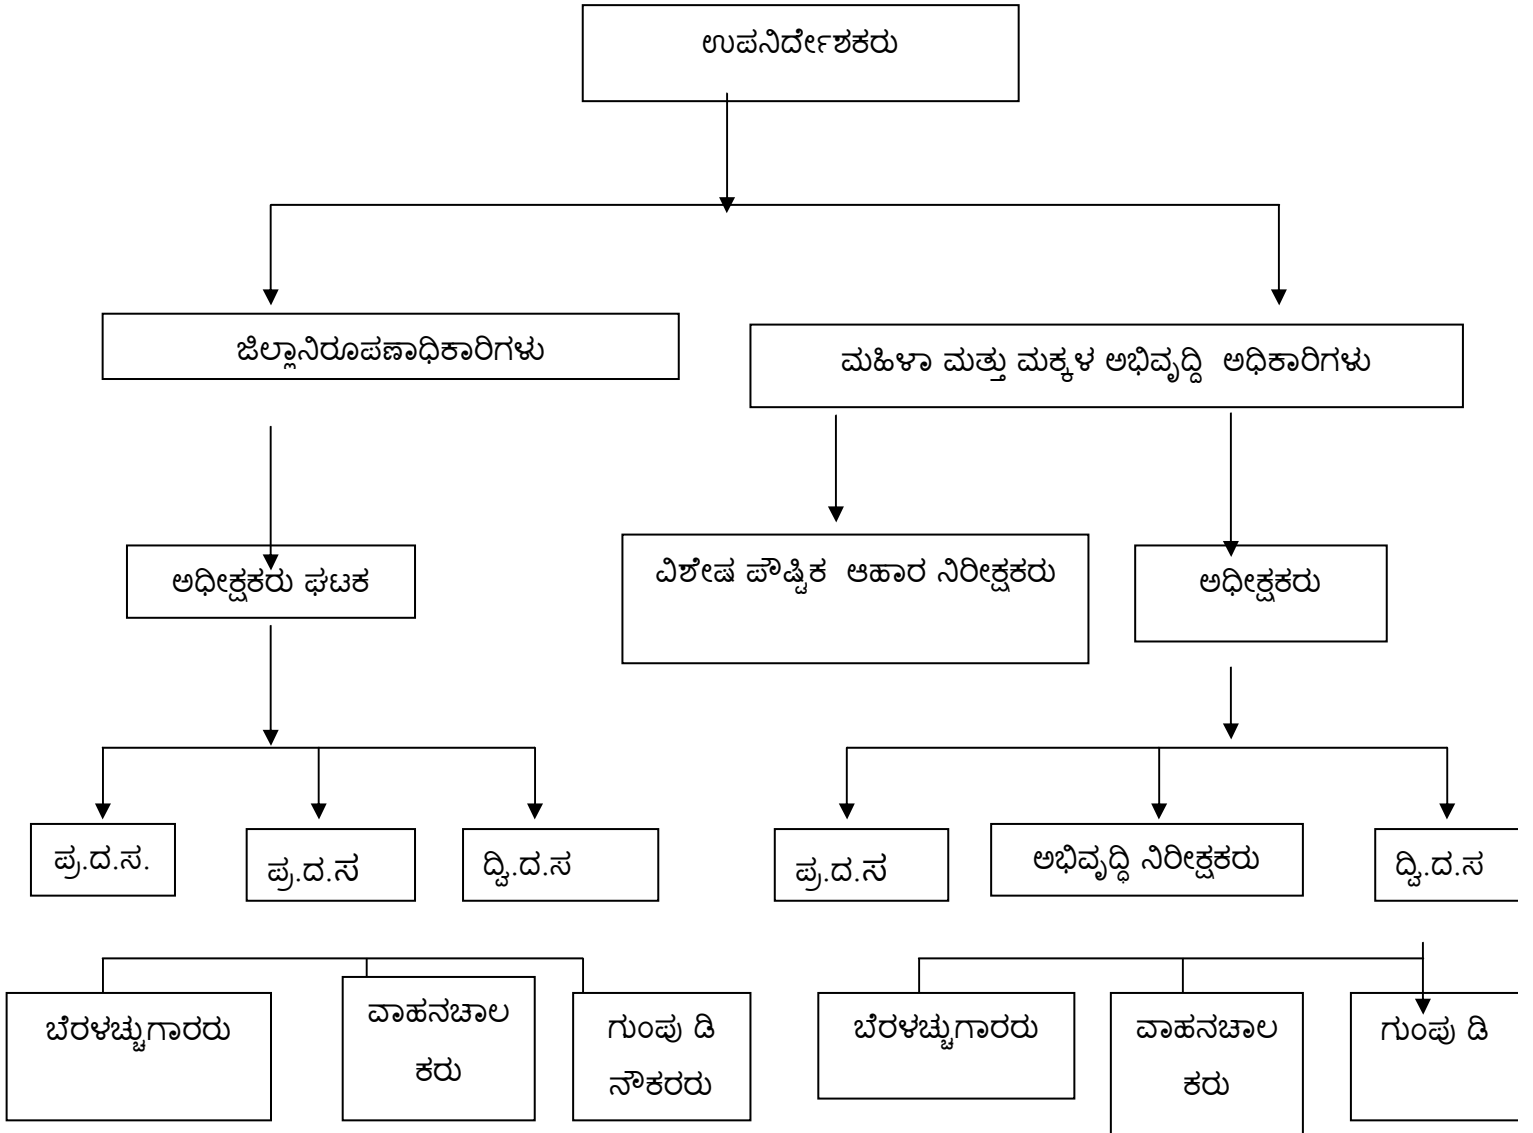 ಉಪನಿರ್ದೇಶಕರು
ಜಿಲ್ಲಾನಿರೂಪಣಾಧಿಕಾರಿಗಳು
ಮಹಿಳಾ ಮತ್ತು ಮಕ್ಕಳ ಅಭಿವೃದ್ದಿ ಅಧಿಕಾರಿಗಳು
ಅಧೀಕ್ಷಕರು ಘಟಕ
ವಿಶೇಷ ಪೌಷ್ಟಿಕ ಆಹಾರ ನಿರೀಕ್ಷಕರು
ಅಧೀಕ್ಷಕರು
ಪ್ರ.ದ.ಸ.
ಪ್ರ.ದ.ಸ
ದ್ವಿ.ದ.ಸ
ಪ್ರ.ದ.ಸ
ಅಭಿವೃಧ್ಧಿ ನಿರೀಕ್ಷಕರು
ದ್ವಿ.ದ.ಸ
ಬೆರಳಚ್ಚುಗಾರರು
ವಾಹನಚಾಲ
ಕರು
ಗುಂಪು ಡಿ
ನೌಕರರು
ಬೆರಳಚ್ಚುಗಾರರು
ವಾಹನಚಾಲ
ಕರು
ಗುಂಪು ಡಿ